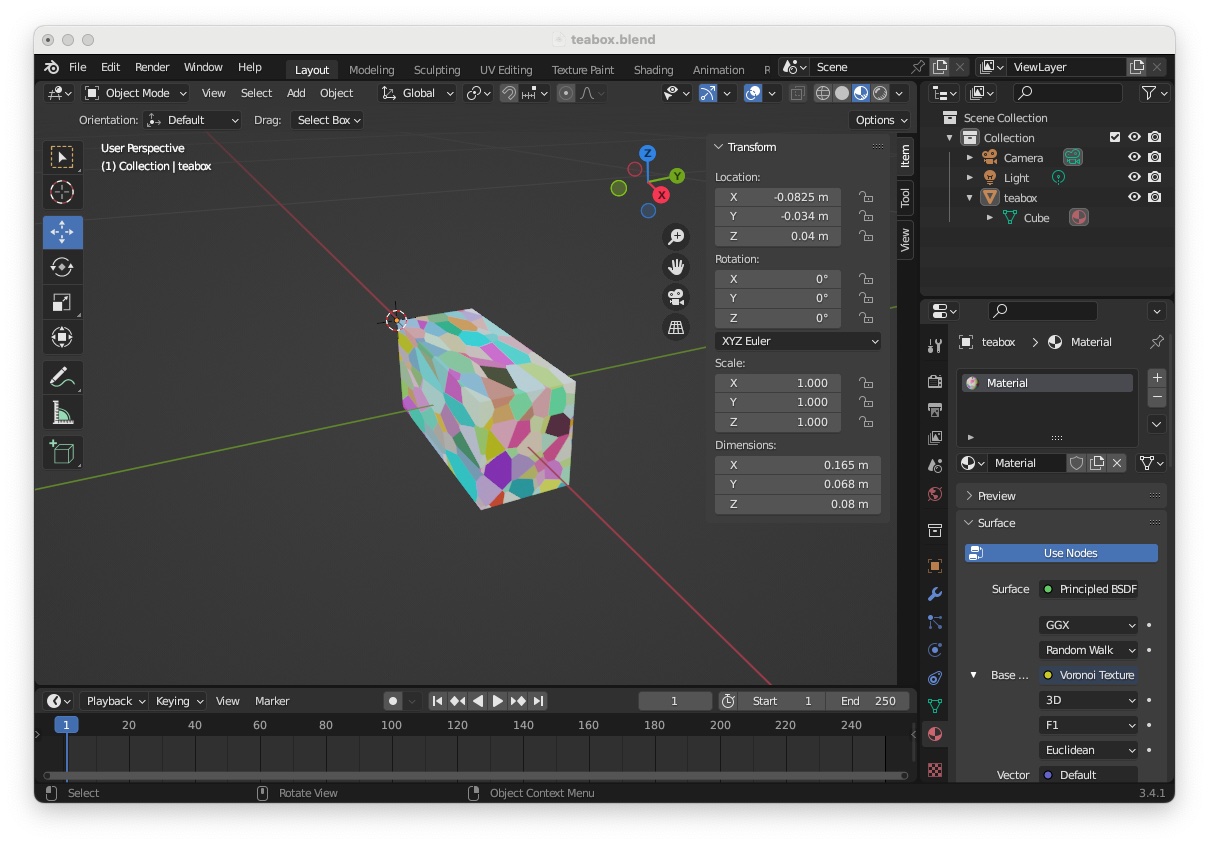 teabox.blend
File Edit Render Window Help Layout Modeling Sculpting UV Editing Texture Paint Shading Animation R Scene ViewLayer
Object Mode View Select Add Object Global
Orientation: Default Drag: Select Box Options
User Perspective
(1) Collection | teabox
Z
Y
X
Item
Tool
View
Transform
Location:
X -0.0825 m
Y -0.034 m
Z 0.04 m
Rotation:
X 0°
Y 0°
Z 0°
XYZ Euler
Scale:
X 1.000
Y 1.000
Z 1.000
Dimensions:
X 0.165 m
Y 0.068 m
Z 0.08 m
Scene Collection
Collection
Camera
Light
teabox
Cube
teabox > Material
Material
Material
Preview
Surface
Use Nodes
Surface Principled BSDF
GGX
Random Walk
Base ... Voronoi Texture
3D
F1
Euclidean
Vector Default
Playback Keying View Marker 1 Start 1 End 250
1 20 40 60 80 100 120 140 160 180 200 220 240
Select Rotate View Object Context Menu 3.4.1